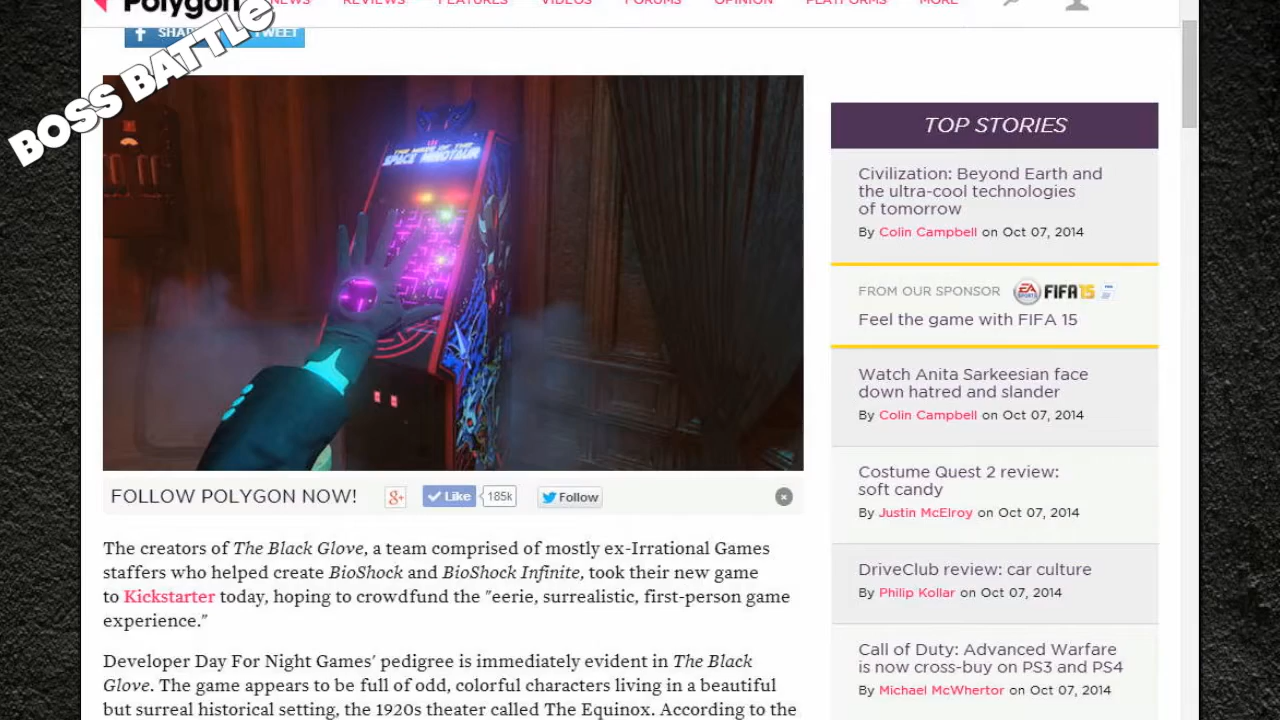 Polygon
NEWS
REVIEWS
FEATURES
VIDEOS
FORUMS
OPINION
PLATFORMS
MORE
SHARE
TWEET
BOSS BATTLE
SPACE MINOTAUR
FOLLOW POLYGON NOW!
g+
Like
185k
Follow
The creators of The Black Glove, a team comprised of mostly ex-Irrational Games
staffers who helped create BioShock and BioShock Infinite, took their new game
to Kickstarter today, hoping to crowdfund the "eerie, surrealistic, first-person game
experience."
Developer Day For Night Games' pedigree is immediately evident in The Black
Glove. The game appears to be full of odd, colorful characters living in a beautiful
but surreal historical setting, the 1920s theater called The Equinox. According to the
TOP STORIES
Civilization: Beyond Earth and
the ultra-cool technologies
of tomorrow
By Colin Campbell on Oct 07, 2014
FROM OUR SPONSOR
EA SPORTS FIFA 15
Feel the game with FIFA 15
Watch Anita Sarkeesian face
down hatred and slander
By Colin Campbell on Oct 07, 2014
Costume Quest 2 review:
soft candy
By Justin McElroy on Oct 07, 2014
DriveClub review: car culture
By Philip Kollar on Oct 07, 2014
Call of Duty: Advanced Warfare
is now cross-buy on PS3 and PS4
By Michael McWhertor on Oct 07, 2014